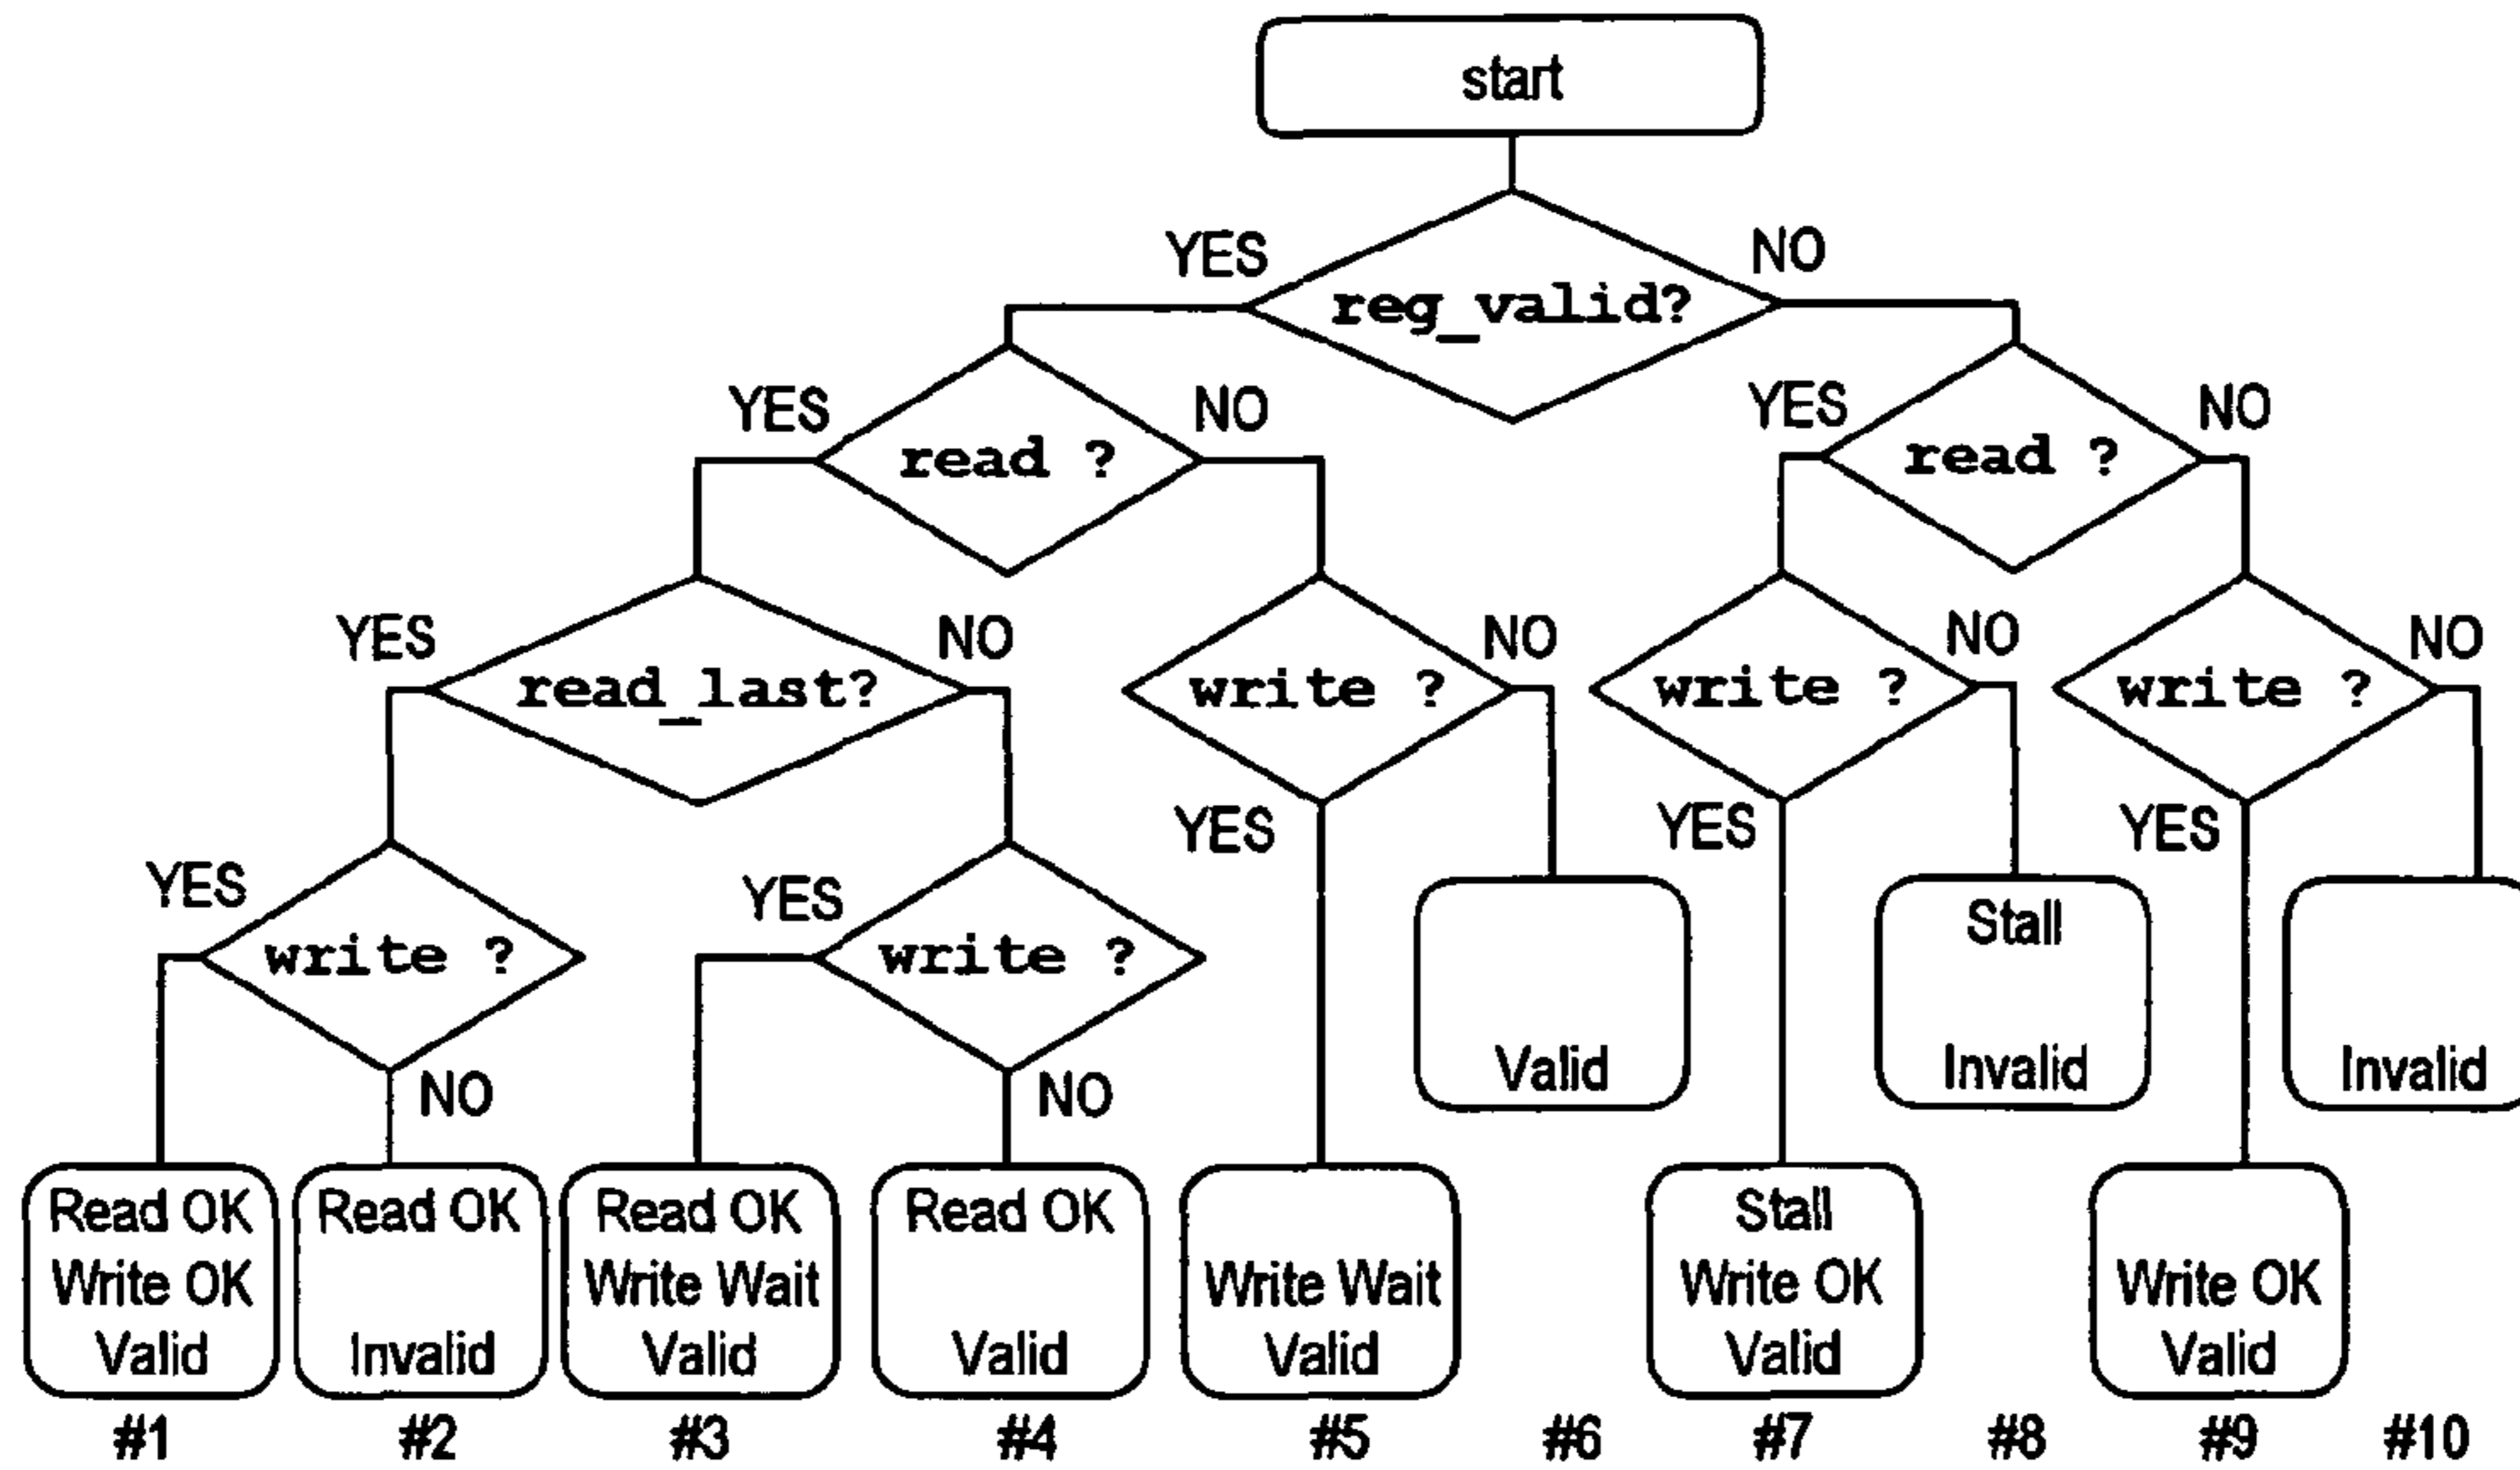 start
YES
NO
reg_valid?
YES
NO
YES
NO
read ?
read ?
YES
NO
NO
NO
NO
read_last?
write ?
write ?
write ?
YES
YES
YES
YES
YES
write ?
write ?
Stall
Valid
Invalid
Invalid
NO
NO
Read OK
Write OK
Valid
Read OK
Invalid
Read OK
Write Wait
Valid
Read OK
Valid
Write Wait
Valid
Stall
Write OK
Valid
Write OK
Valid
#1
#2
#3
#4
#5
#6
#7
#8
#9
#10